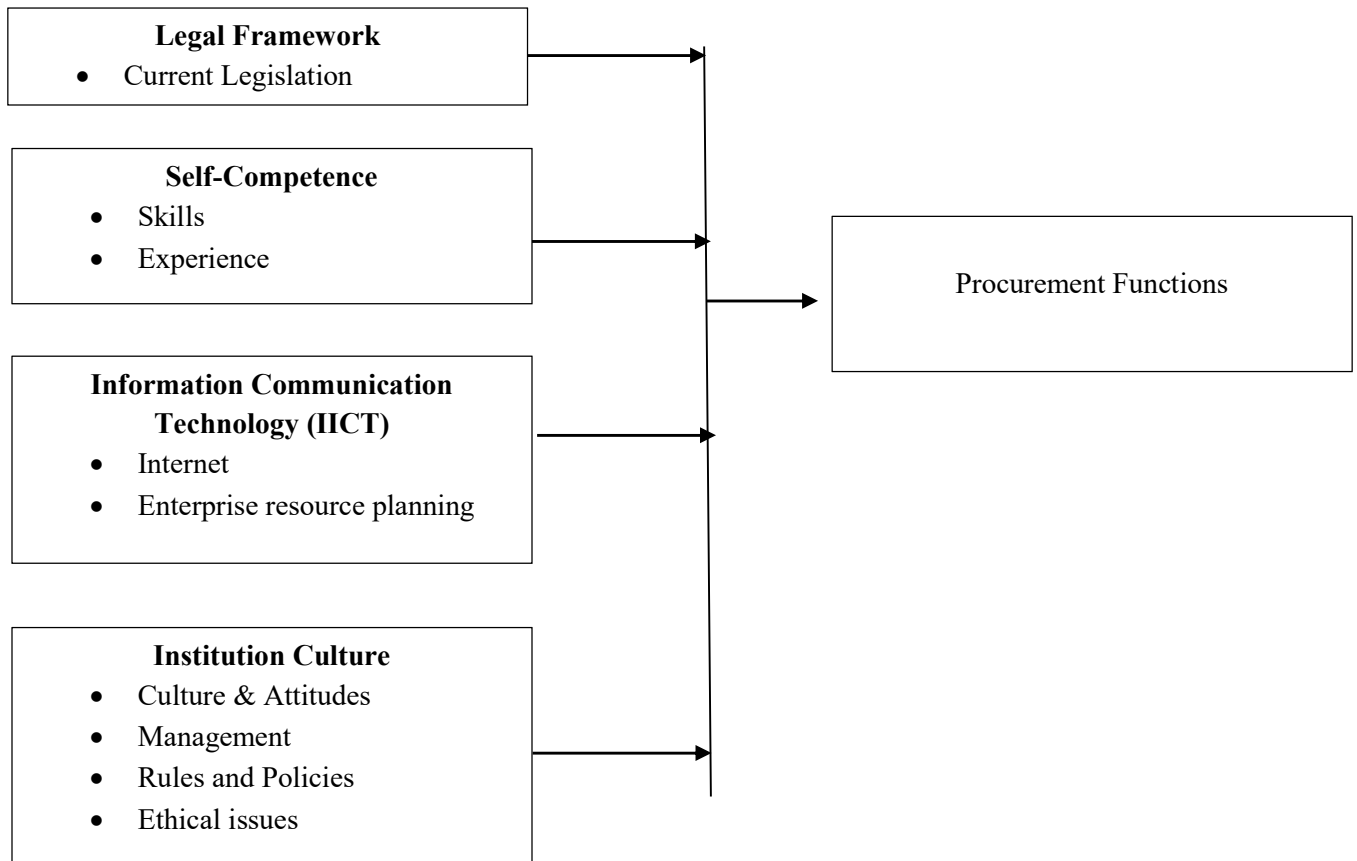 Legal Framework
• Current Legislation
Self-Competence
• Skills
• Experience
Procurement Functions
Information Communication
Technology (IICT)
• Internet
• Enterprise resource planning
Institution Culture
• Culture & Attitudes
• Management
• Rules and Policies
• Ethical issues